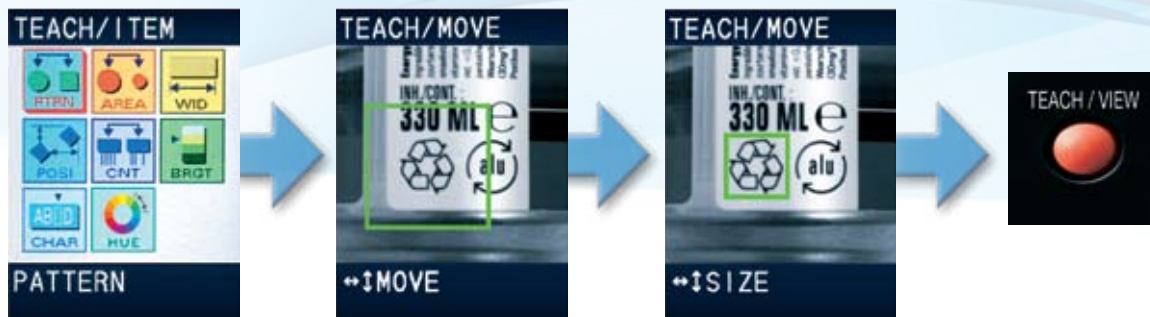 TEACH/ITEM
PTRN AREA WID
POSI CNT BRGT
CHAR HUE
PATTERN
TEACH/MOVE
INH./CONT.:
330 ML e
alu
↔↕MOVE
TEACH/MOVE
INH./CONT.:
330 ML e
alu
↔↕SIZE
TEACH / VIEW